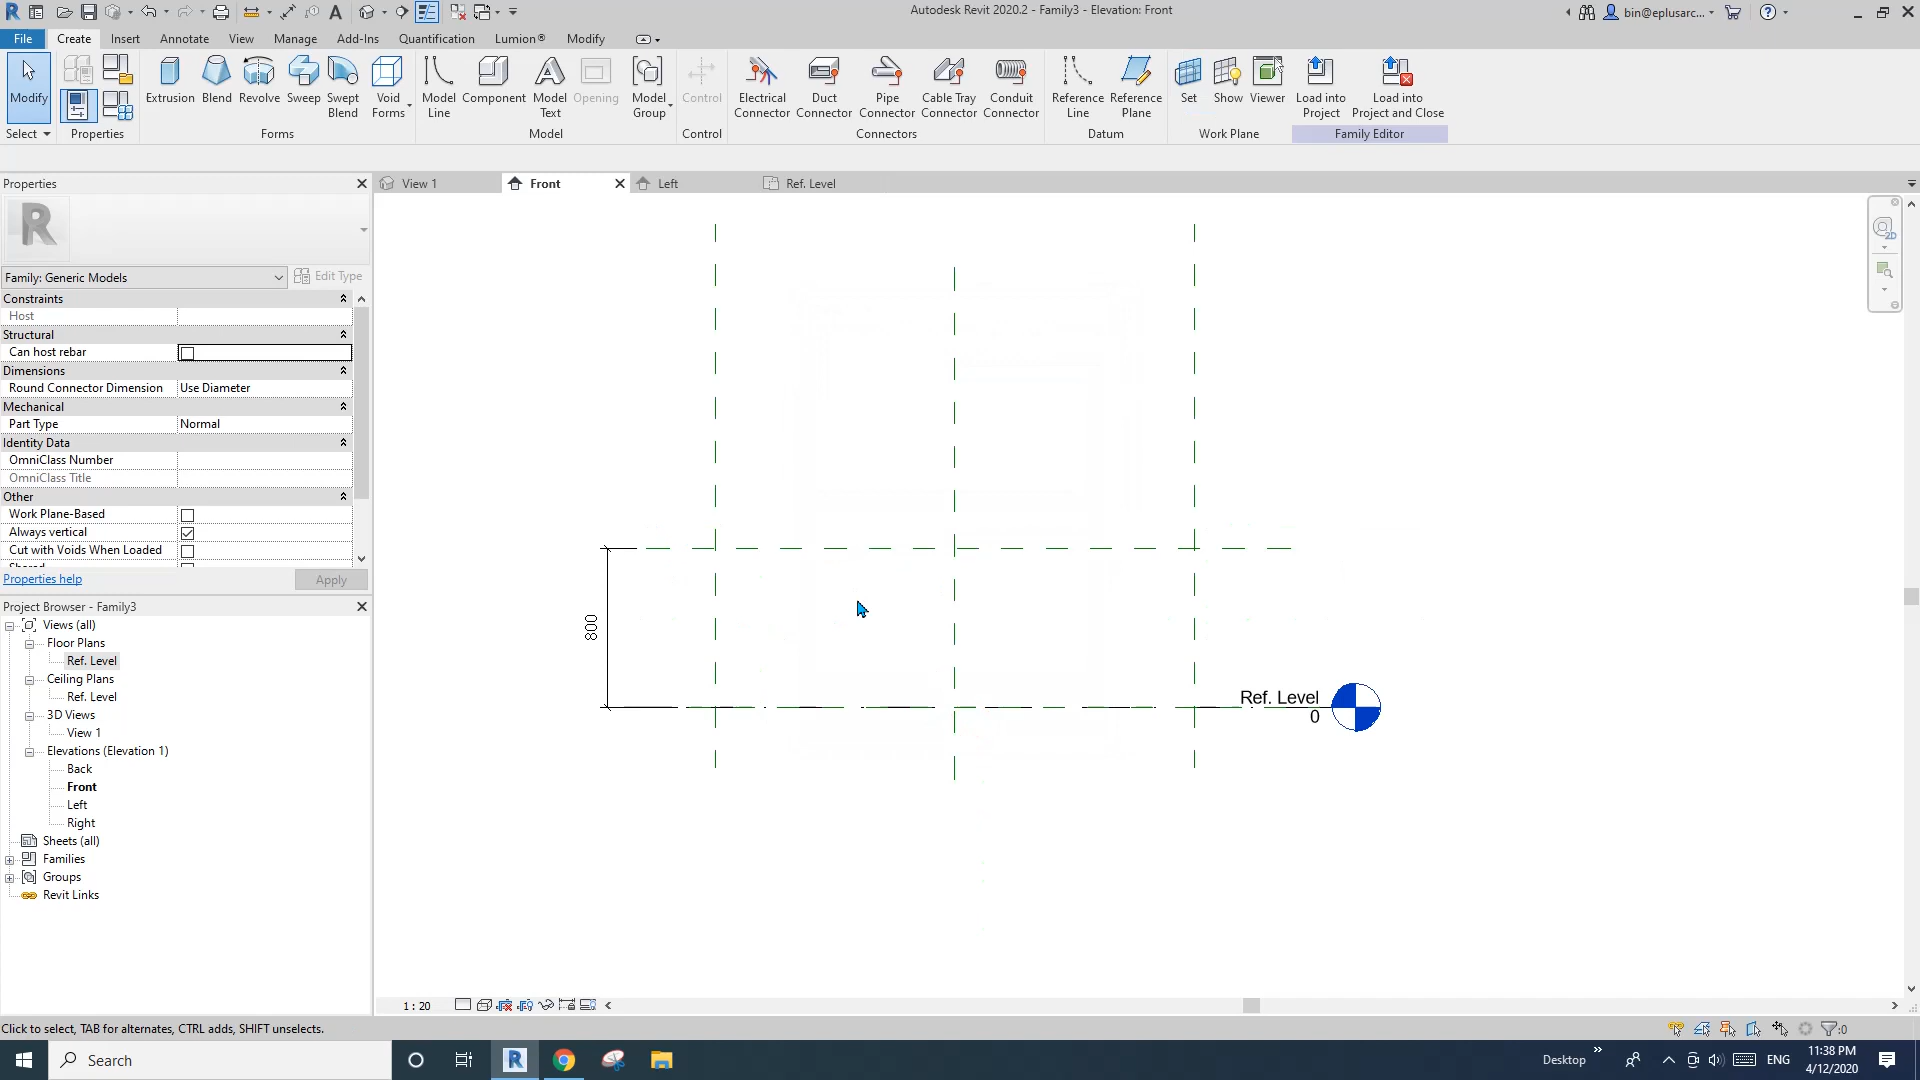 Autodesk Revit 2020.2 - Family3 - Elevation: Front
bin@eplusarc...
File Create Insert Annotate View Manage Add-Ins Quantification Lumion® Modify
Modify
Extrusion Blend Revolve Sweep Swept Blend Void Forms
Model Line Component Model Text Opening Model Group
Control
Electrical Connector Duct Connector Pipe Connector Cable Tray Connector Conduit Connector
Reference Line Reference Plane
Set Show Viewer
Load into Project Load into Project and Close
Select Properties Forms Model Control Connectors Datum Work Plane Family Editor
Properties
View 1 Front Left Ref. Level
Family: Generic Models Edit Type
Constraints
Host
Structural
Can host rebar
Dimensions
Round Connector Dimension Use Diameter
Mechanical
Part Type Normal
Identity Data
OmniClass Number
OmniClass Title
Other
Work Plane-Based
Always vertical
Cut with Voids When Loaded
Properties help Apply
Project Browser - Family3
Views (all)
Floor Plans
Ref. Level
Ceiling Plans
Ref. Level
3D Views
View 1
Elevations (Elevation 1)
Back
Front
Left
Right
Sheets (all)
Families
Groups
Revit Links
800
Ref. Level
0
2D
1 : 20
Click to select, TAB for alternates, CTRL adds, SHIFT unselects.
:0
Search
Desktop
ENG
11:38 PM
4/12/2020